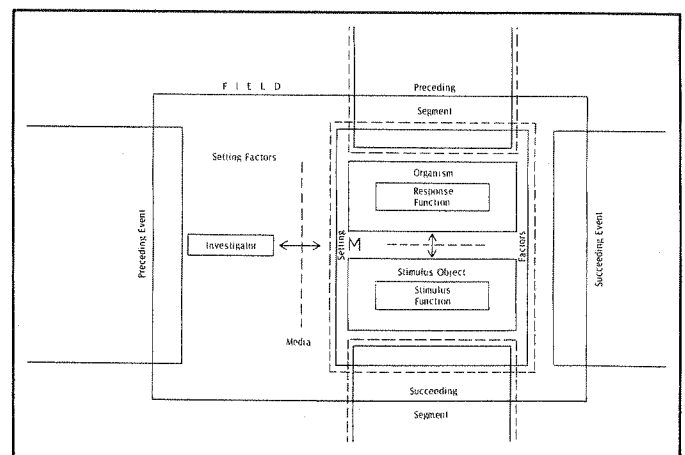 F I E L D
Preceding
Segment
Setting Factors
Organism
Response
Function
Preceding Event
Investigator
Setting
M
Factors
Succeeding Event
Stimulus Object
Stimulus
Function
Media
Succeeding
Segment